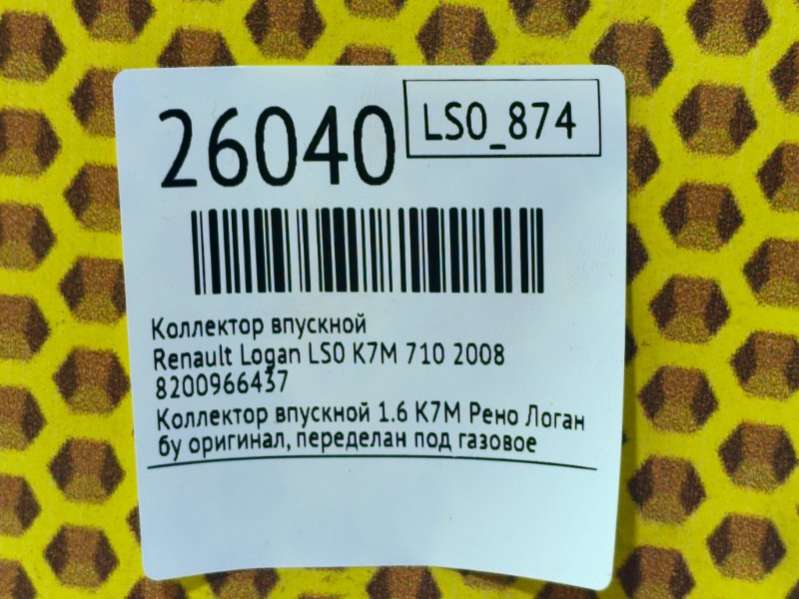 26040
LS0_874
Коллектор впускной
Renault Logan LS0 K7M 710 2008
8200966437
Коллектор впускной 1.6 K7M Рено Логан
бу оригинал, переделан под газовое